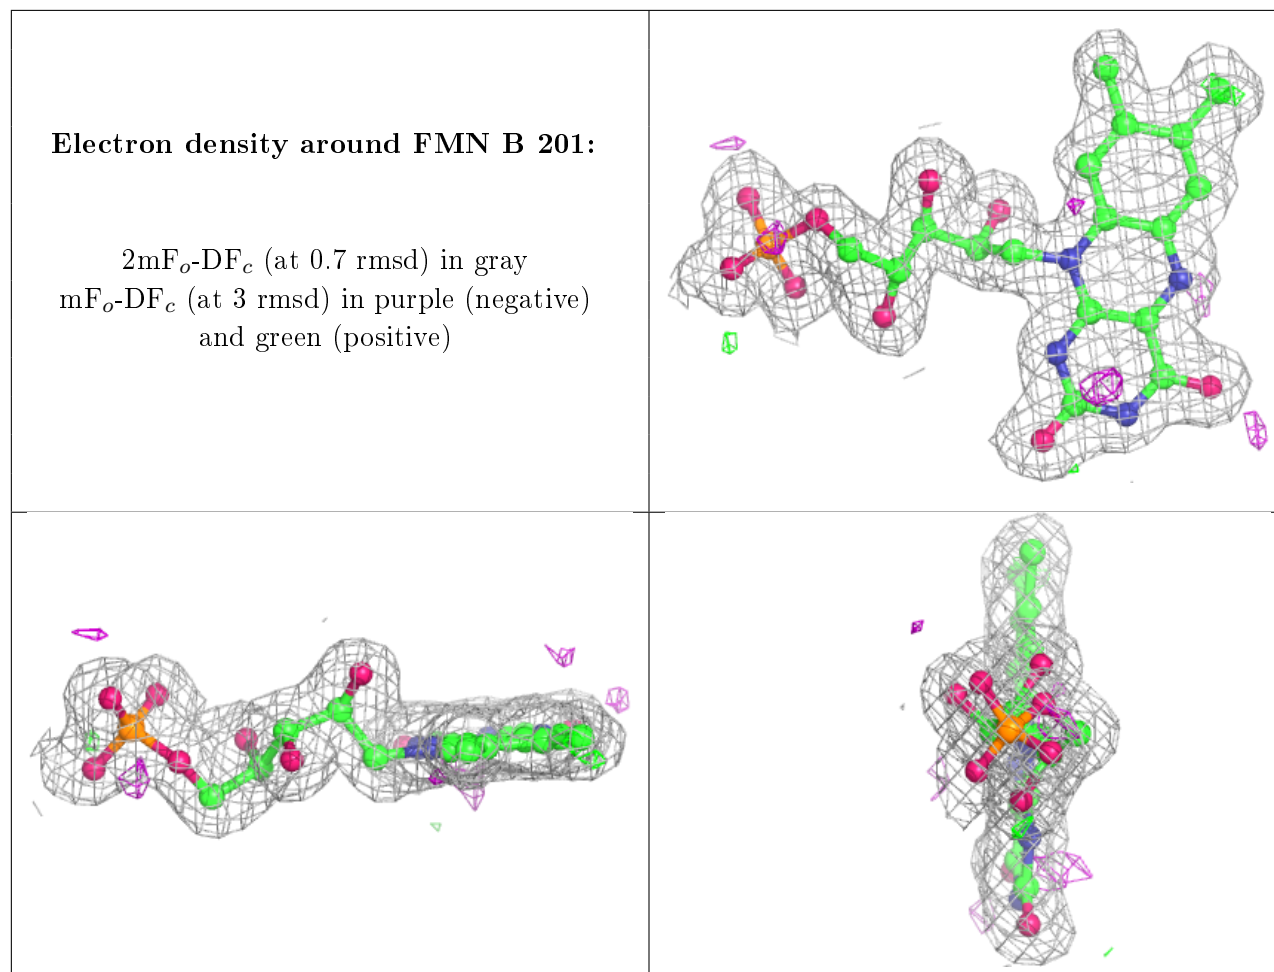 Electron density around FMN B 201:
2mFo-DFc (at 0.7 rmsd) in gray
mFo-DFc (at 3 rmsd) in purple (negative)
and green (positive)